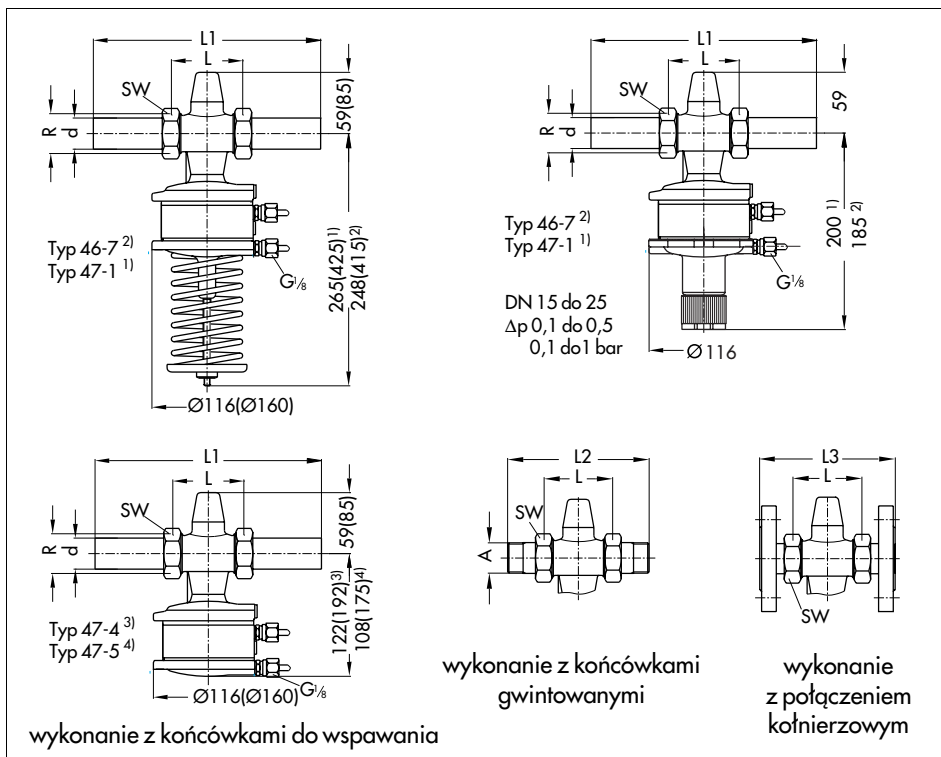 L1
L
SW
R
d
59(85)
Typ 46-7 2)
Typ 47-1 1)
G1/8
265(425)1)
248(415)2)
Ø116(Ø160)
L1
L
SW
R
d
59
Typ 46-7 2)
Typ 47-1 1)
G1/8
200 1)
185 2)
DN 15 do 25
Δp 0,1 do 0,5
0,1 do1 bar
Ø116
L1
L
SW
R
d
59(85)
Typ 47-4 3)
Typ 47-5 4)
122(192)3)
108(175)4)
G1/8
Ø116(Ø160)
wykonanie z końcówkami do wspawania
L2
L
SW
A
wykonanie z końcówkami
gwintowanymi
L3
L
SW
wykonanie
z połączeniem
kołnierzowym